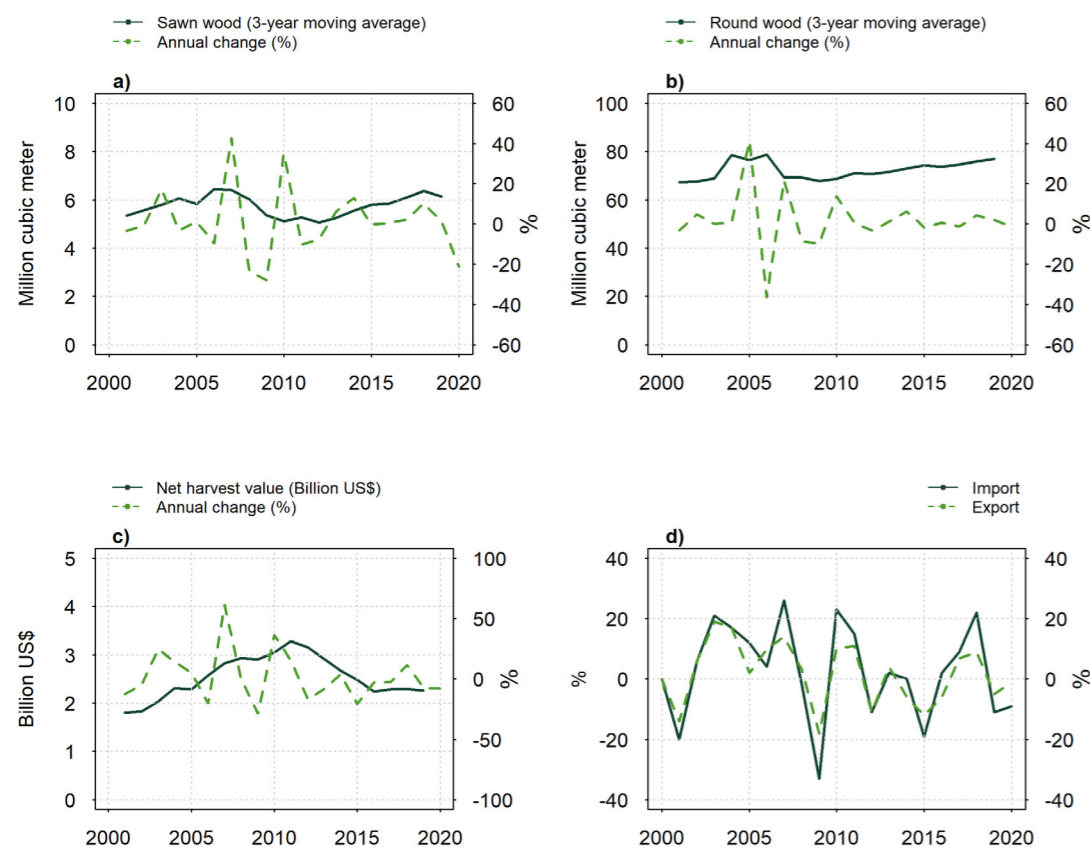 Sawn wood (3-year moving average)
Annual change (%)
a)
10
8
6
4
2
0
Million cubic meter
60
40
20
0
-20
-40
-60
%
2000 2005 2010 2015 2020
Round wood (3-year moving average)
Annual change (%)
b)
100
80
60
40
20
0
Million cubic meter
60
40
20
0
-20
-40
-60
%
2000 2005 2010 2015 2020
Net harvest value (Billion US$)
Annual change (%)
c)
5
4
3
2
1
0
Billion US$
100
50
0
-50
-100
%
2000 2005 2010 2015 2020
Import
Export
d)
40
20
0
-20
-40
%
40
20
0
-20
-40
%
2000 2005 2010 2015 2020